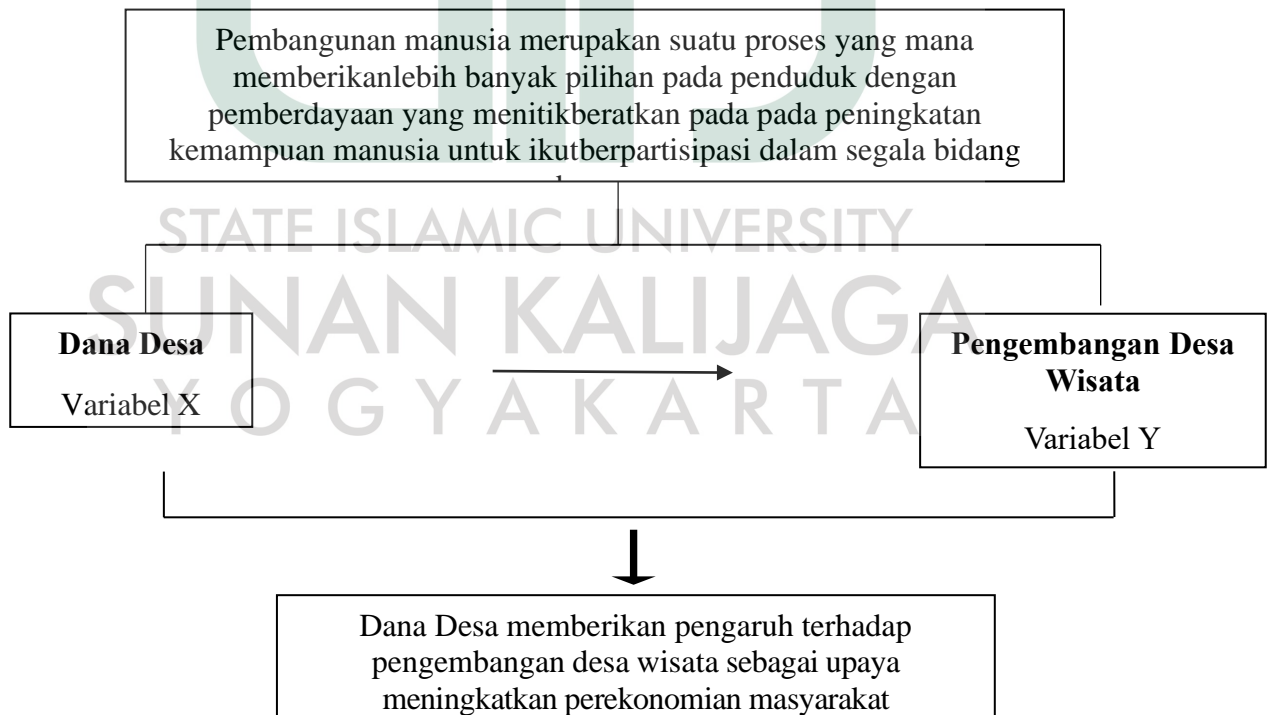 Pembangunan manusia merupakan suatu proses yang mana
memberikanlebih banyak pilihan pada penduduk dengan
pemberdayaan yang menitikberatkan pada pada peningkatan
kemampuan manusia untuk ikutberpartisipasi dalam segala bidang
STATE ISLAMIC UNIVERSITY
SUNAN KALIJAGA
YOGYAKARTA
Dana Desa
Variabel X
Pengembangan Desa
Wisata
Variabel Y
Dana Desa memberikan pengaruh terhadap
pengembangan desa wisata sebagai upaya
meningkatkan perekonomian masyarakat